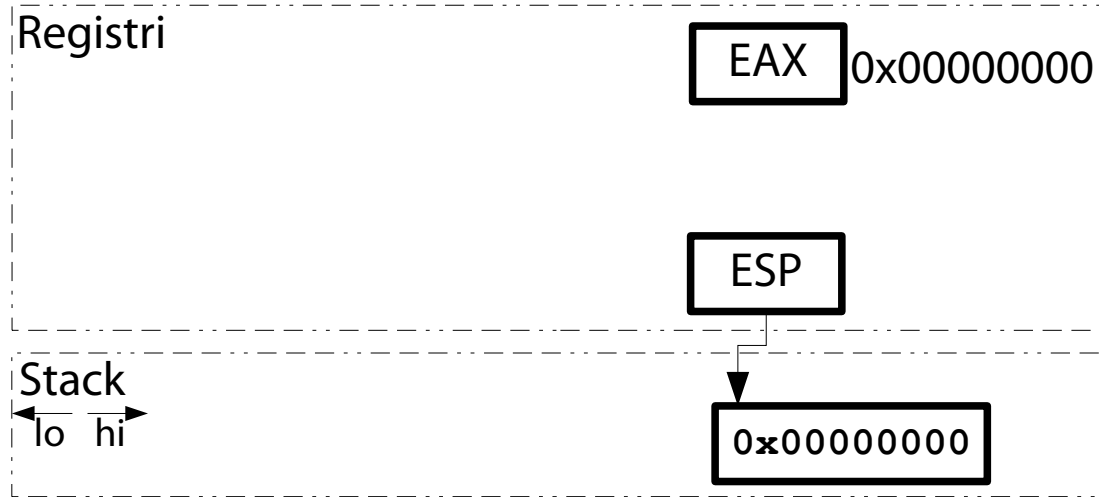 Registri
EAX 0x00000000
ESP
Stack
lo hi
0x00000000